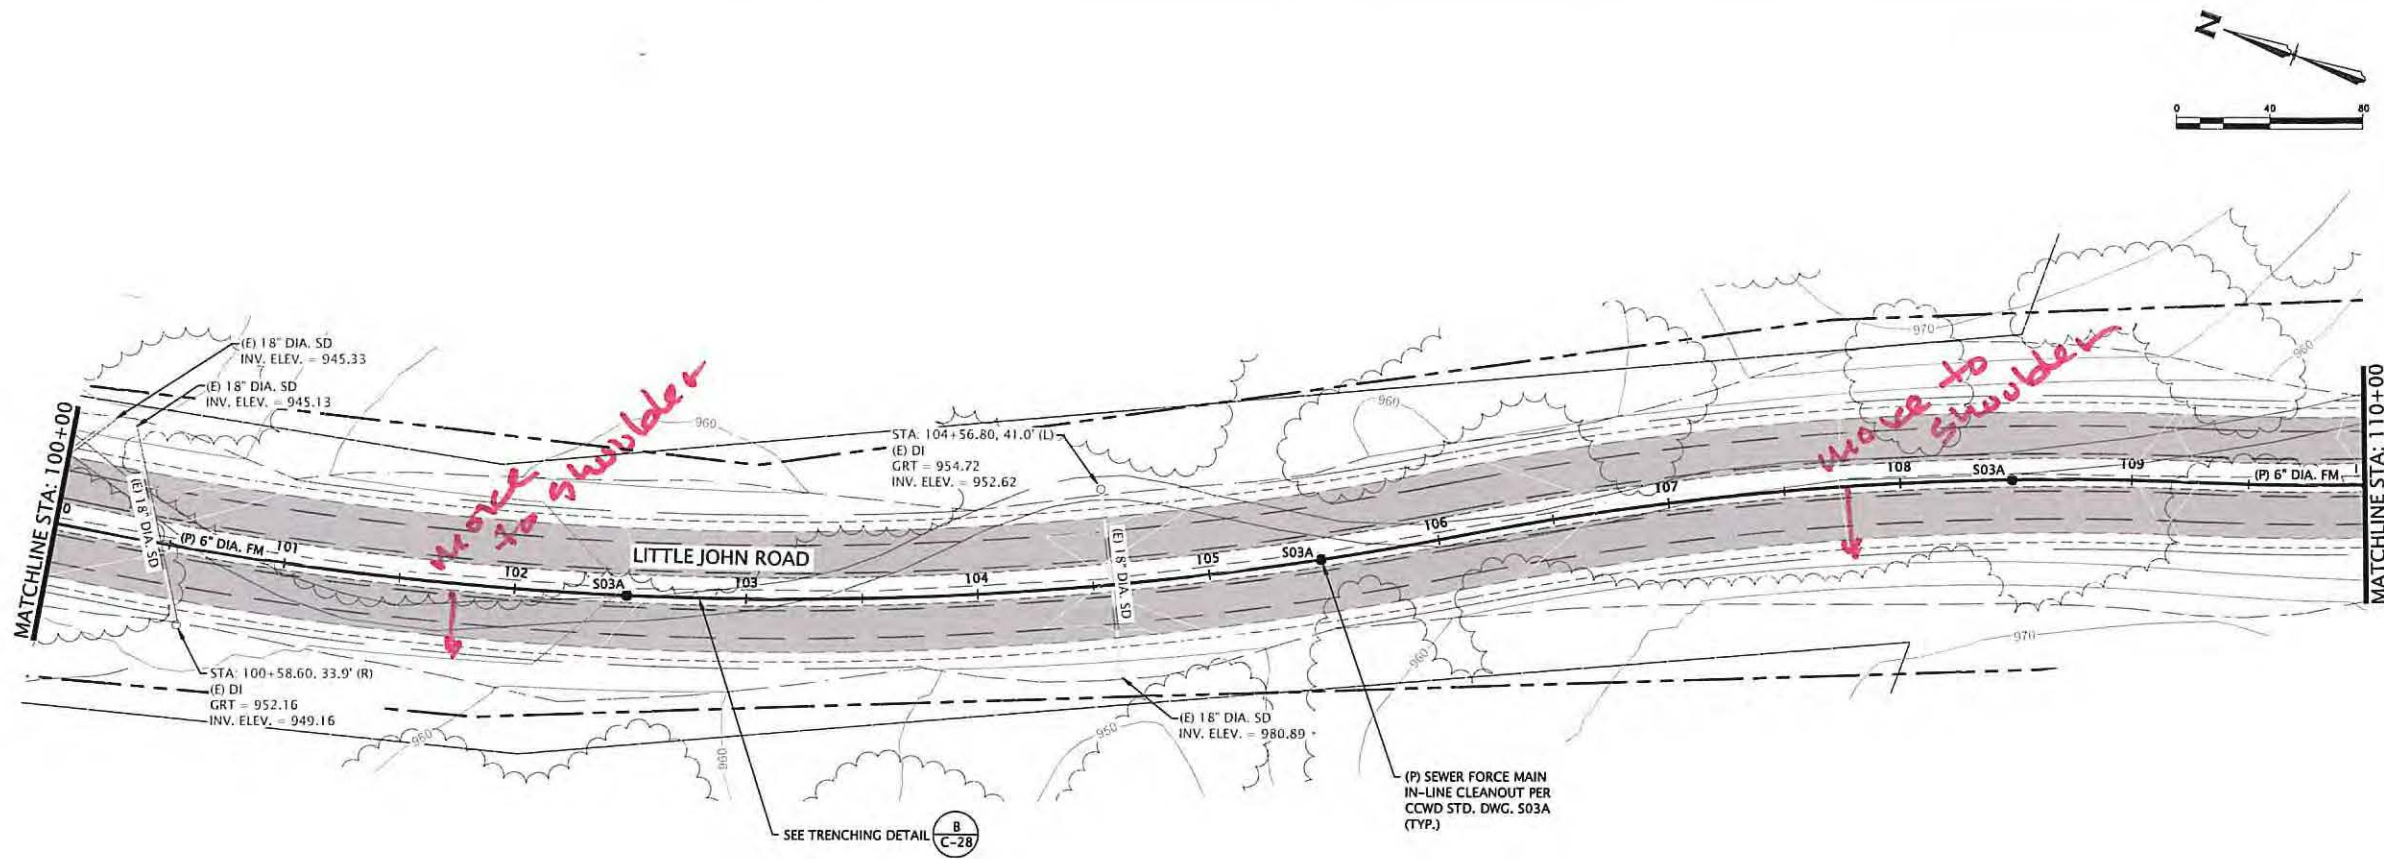 N
0 40 80
MATCHLINE STA: 100+00
(E) 18" DIA. SD
INV. ELEV. = 945.33
(E) 18" DIA. SD
INV. ELEV. = 945.13
(E) 18" DIA. SD
0
(P) 6" DIA. FM
101
102
S03A
103
104
105
S03A
106
107
108
S03A
109
(P) 6" DIA. FM
move
to shoulder
LITTLE JOHN ROAD
960
STA: 104+56.80, 41.0' (L)
(E) DI
GRT = 954.72
INV. ELEV. = 952.62
(E) 18" DIA. SD
960
970
960
move to
shoulder
MATCHLINE STA: 110+00
STA: 100+58.60, 33.9' (R)
(E) DI
GRT = 952.16
INV. ELEV. = 949.16
960
960
950
960
970
(E) 18" DIA. SD
INV. ELEV. = 980.89
SEE TRENCHING DETAIL
B
C-28
(P) SEWER FORCE MAIN
IN-LINE CLEANOUT PER
CCWD STD. DWG. S03A
(TYP.)